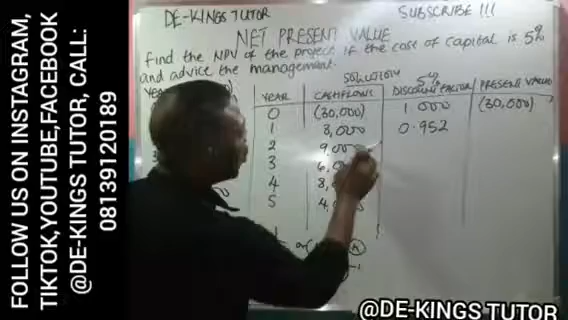 FOLLOW US ON INSTAGRAM,
TIKTOK,YOUTUBE,FACEBOOK
@DE-KINGS TUTOR, CALL:
08139120189
DE-KINGS TUTOR SUBSCRIBE !!!
NET PRESENT VALUE
find the NPV of the project if the cost of capital is 5%
and advice the management.
SOLUTION
YEAR CASHFLOWS 5% DISCOUNT FACTOR PRESENT VALUE
0 (30,000) 1.000 (30,000)
1 8,000 0.952
2 9,000
3
4
5
@DE-KINGS TUTOR